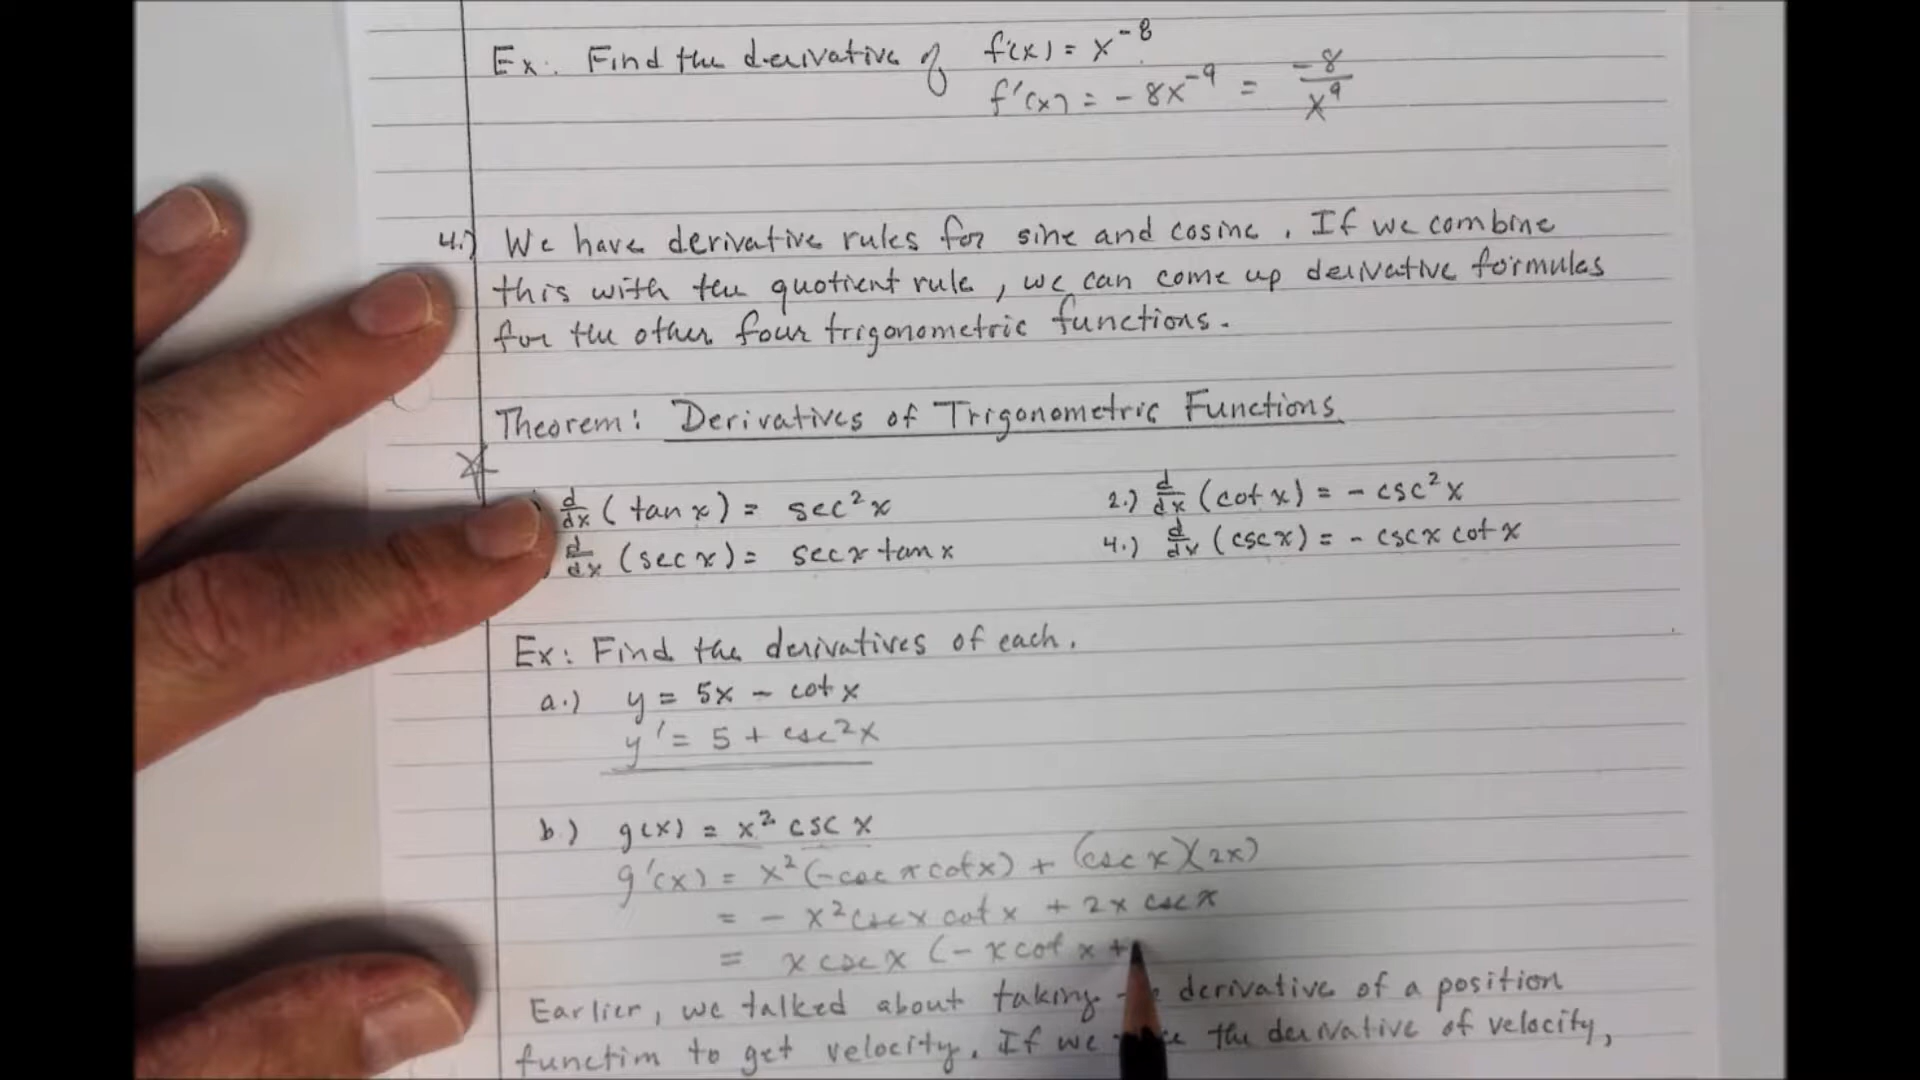 Ex: Find the derivative of f(x) = x^-8
f'(x) = -8x^-9 = -8/x^9
4.) We have derivative rules for sine and cosine. If we combine
this with the quotient rule, we can come up derivative formulas
for the other four trigonometric functions.
Theorem: Derivatives of Trigonometric Functions
) d/dx (tan x) = sec² x 2.) d/dx (cot x) = - csc² x
) d/dx (sec x) = sec x tan x 4.) d/dx (csc x) = - csc x cot x
Ex: Find the derivatives of each.
a.) y = 5x - cot x
y' = 5 + csc² x
b.) g(x) = x² csc x
g'(x) = x² (-csc x cot x) + (csc x)(2x)
= - x² csc x cot x + 2x csc x
= x csc x (- x cot x +
Earlier, we talked about taking derivative of a position
function to get velocity. If we the derivative of velocity,